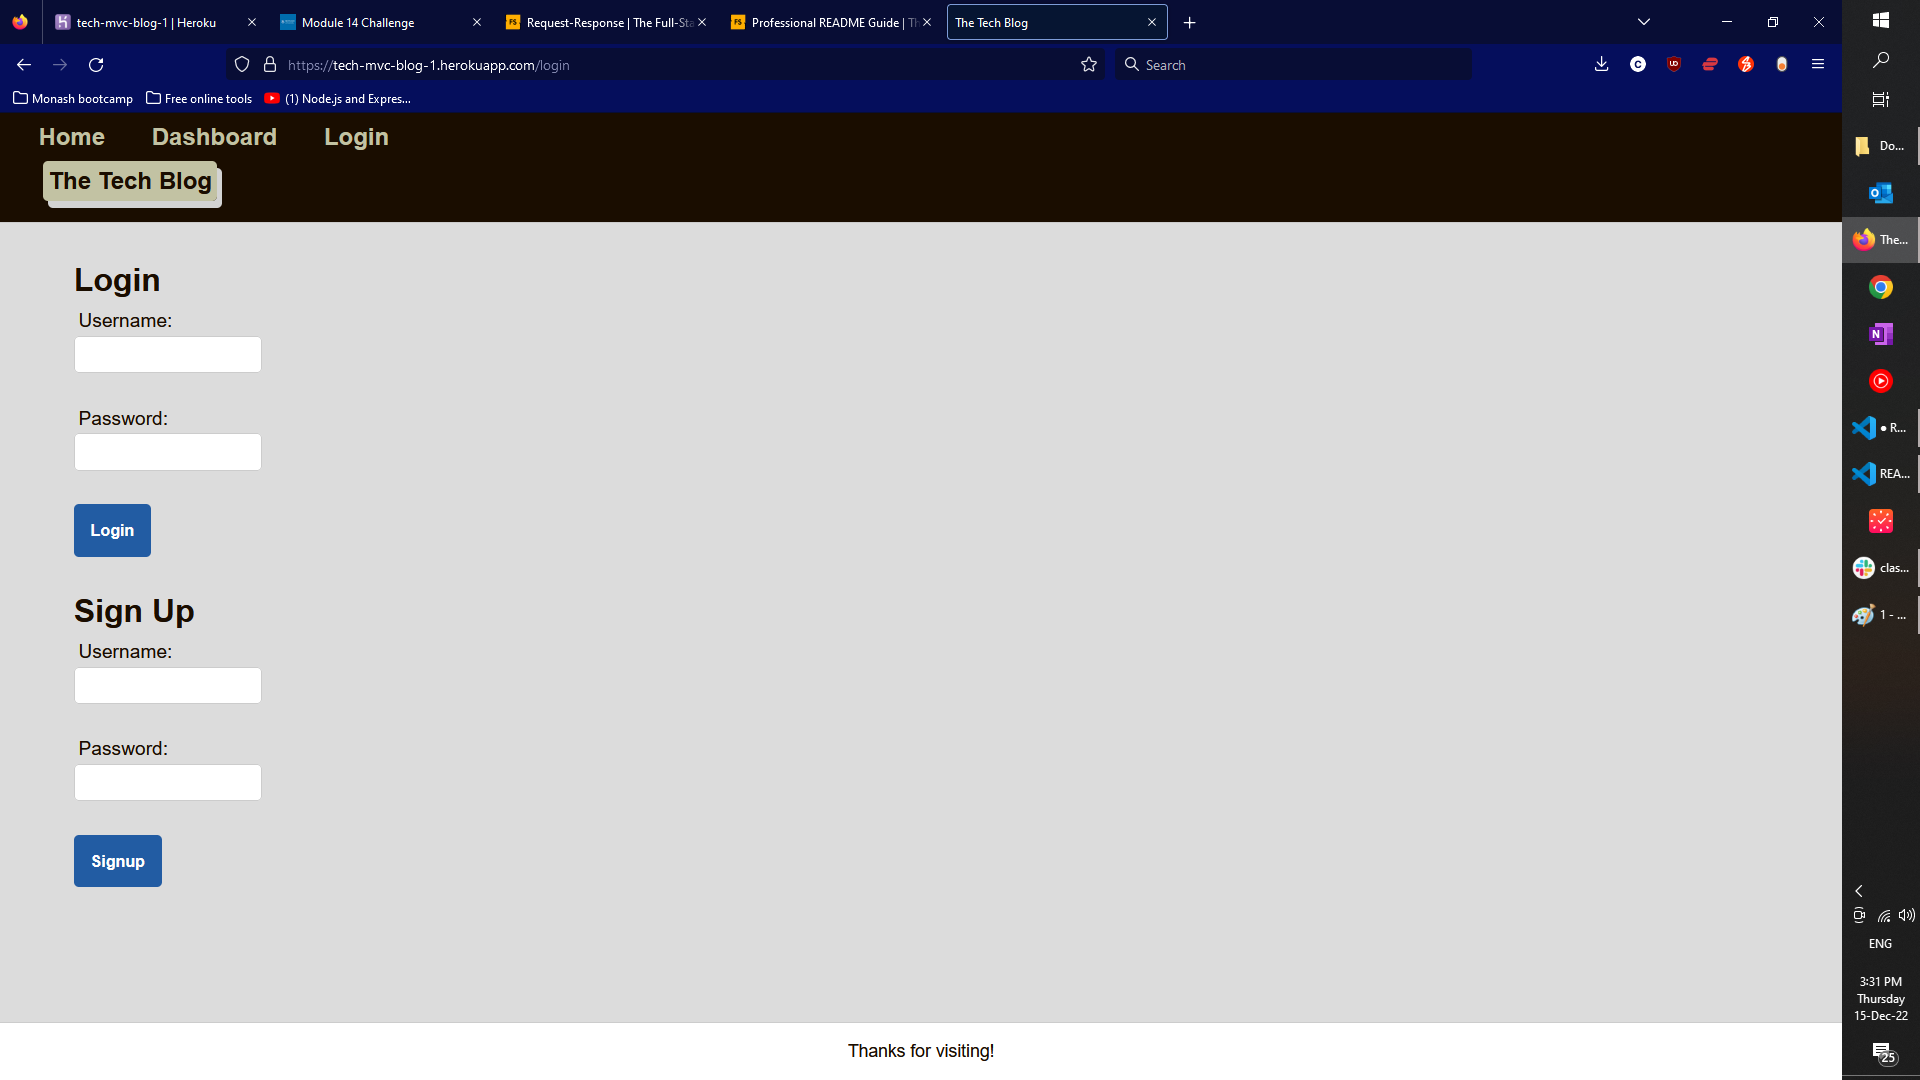 tech-mvc-blog-1 | Heroku
Module 14 Challenge
Request-Response | The Full-Sta
Professional README Guide | Th
The Tech Blog
https://tech-mvc-blog-1.herokuapp.com/login
Search
Monash bootcamp
Free online tools
(1) Node.js and Expres...
Home
Dashboard
Login
The Tech Blog
Login
Username:
Password:
Login
Sign Up
Username:
Password:
Signup
Thanks for visiting!
Do...
The...
● R...
REA...
clas...
1 - ...
ENG
3:31 PM
Thursday
15-Dec-22
25